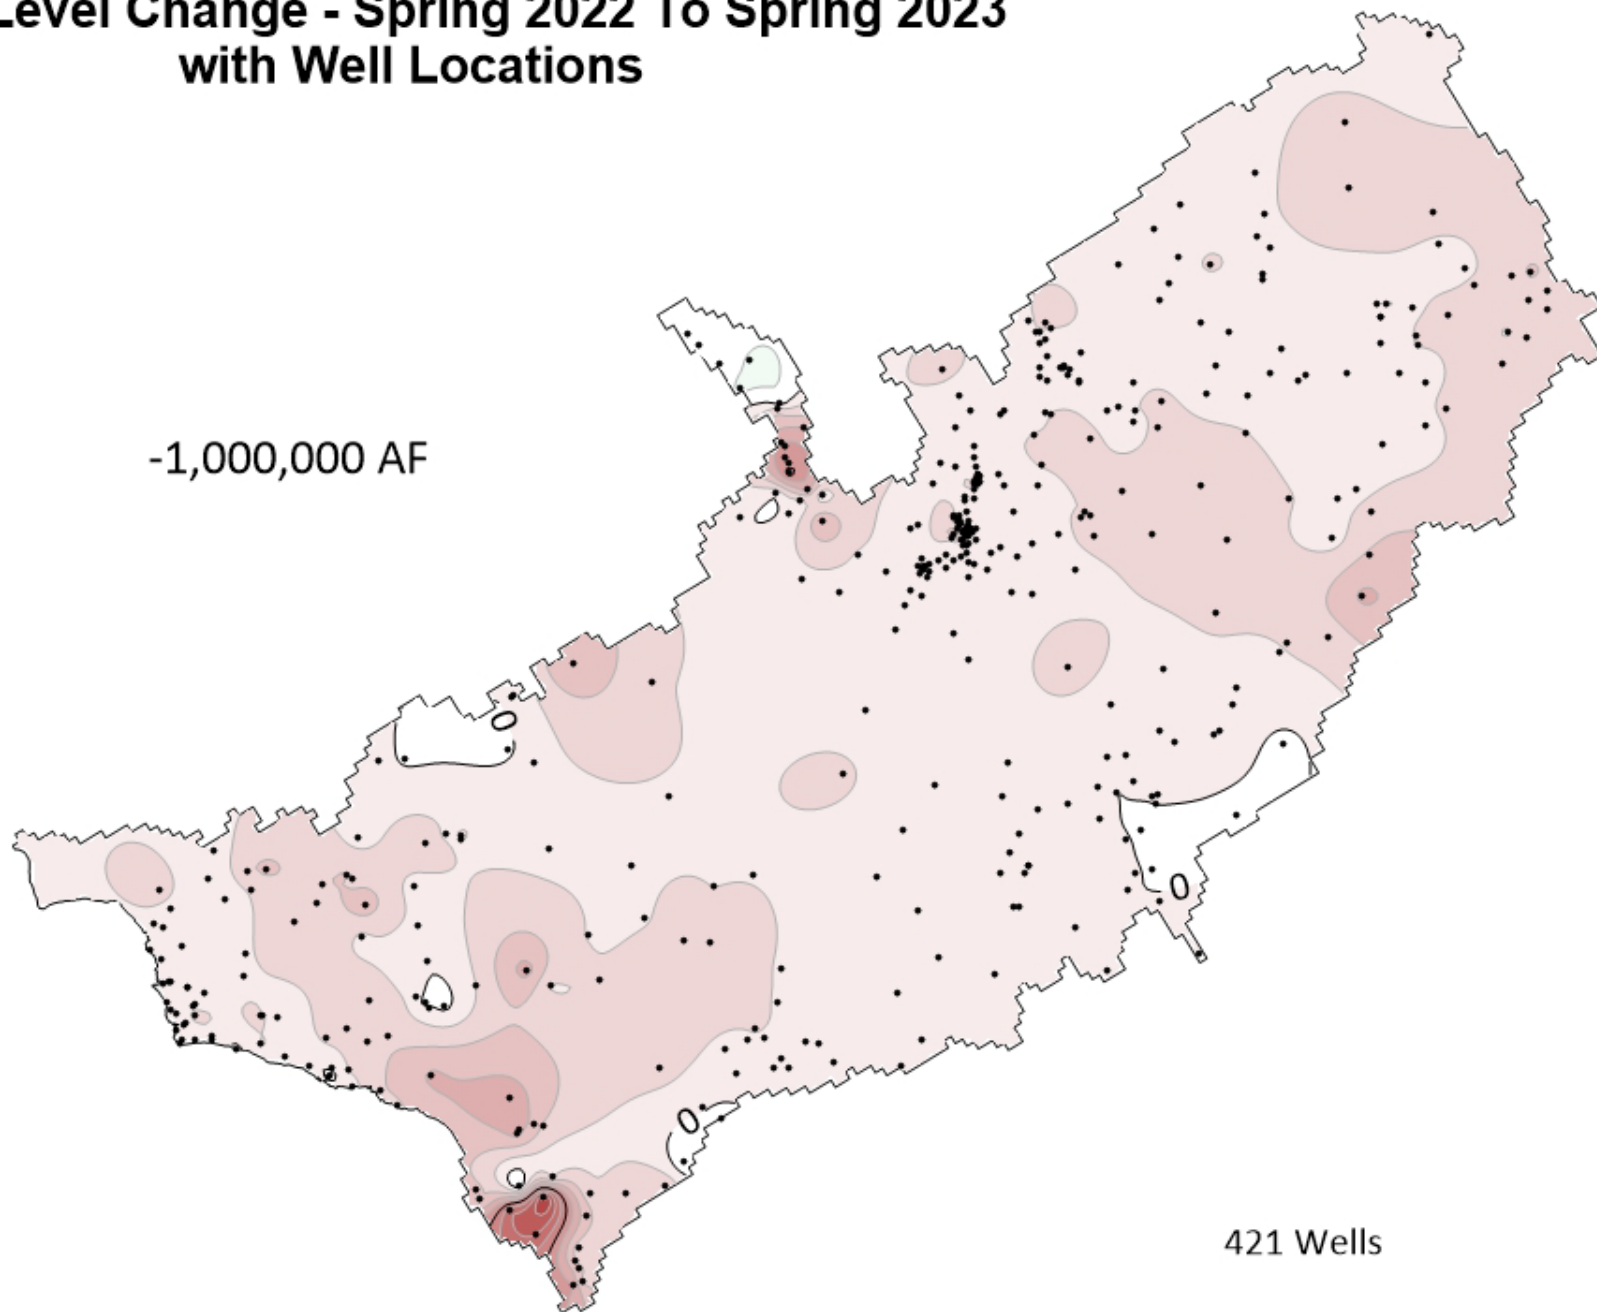 Level Change - Spring 2022 To Spring 2023
with Well Locations
-1,000,000 AF
0
0
0
421 Wells